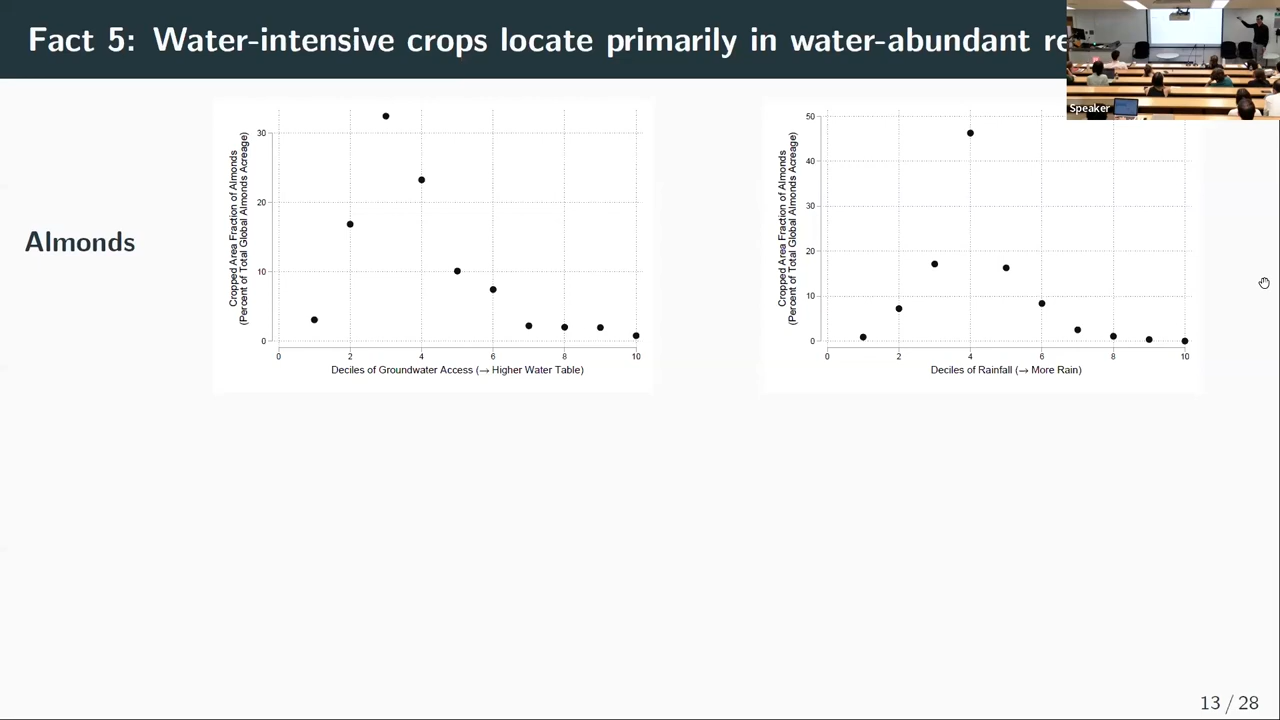 Fact 5: Water-intensive crops locate primarily in water-abundant re
Speaker
Almonds
Cropped Area Fraction of Almonds
(Percent of Total Global Almonds Acreage)
30
20
10
0
0 2 4 6 8 10
Deciles of Groundwater Access (→ Higher Water Table)
Cropped Area Fraction of Almonds
(Percent of Total Global Almonds Acreage)
50
40
30
20
10
0
0 2 4 6 8 10
Deciles of Rainfall (→ More Rain)
13 / 28